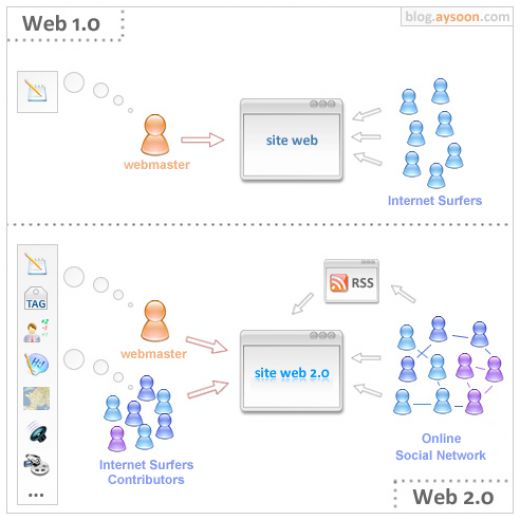 Web 1.0
blog.aysoon.com
webmaster
site web
Internet Surfers
TAG
Hi!
RSS
webmaster
site web 2.0
Internet Surfers
Contributors
Online
Social Network
...
Web 2.0